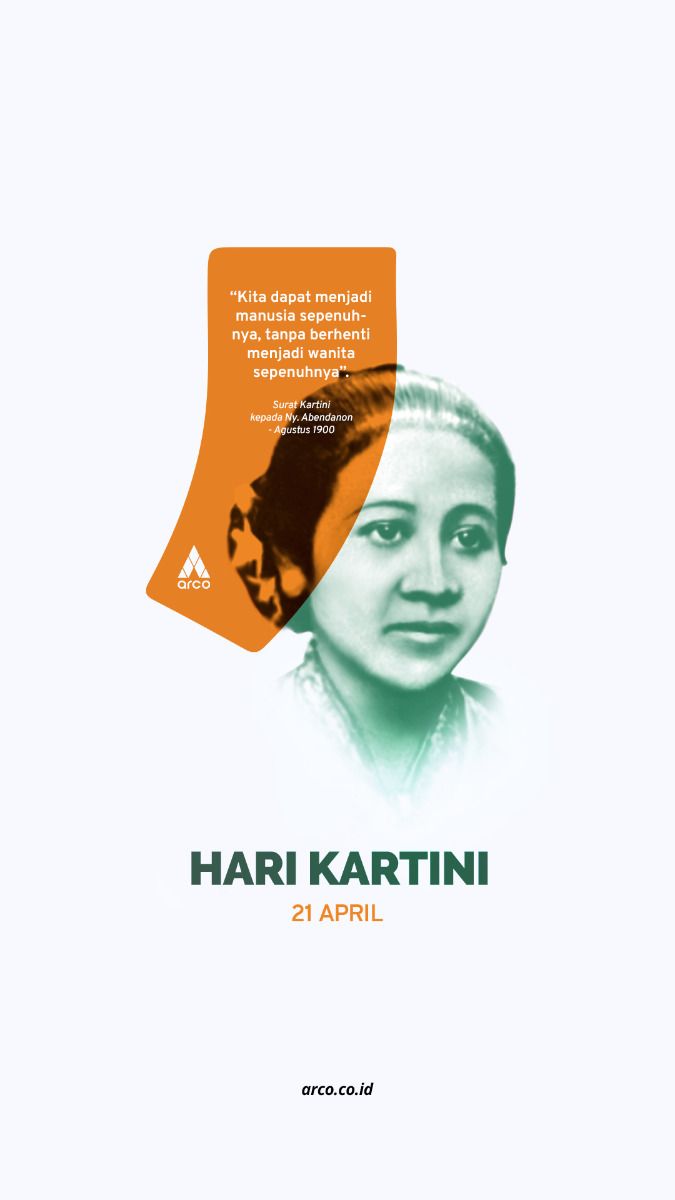 “Kita dapat menjadi
manusia sepenuh-
nya, tanpa berhenti
menjadi wanita
sepenuhnya”.
Surat Kartini
kepada Ny. Abendanon
- Agustus 1900
arco
HARI KARTINI
21 APRIL
arco.co.id